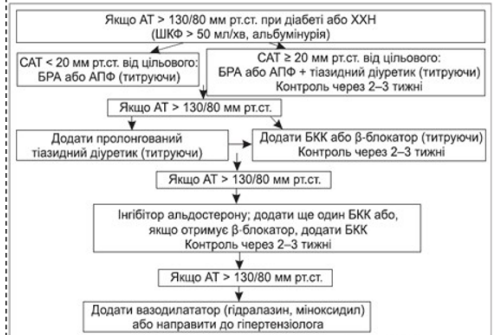 Якщо АТ > 130/80 мм рт.ст. при діабеті або ХХН
(ШКФ > 50 мл/хв, альбумінурія)
САТ < 20 мм рт.ст. від цільового:
БРА або АПФ (титруючи)
САТ ≥ 20 мм рт.ст. від цільового:
БРА або АПФ + тіазидний діуретик (титруючи)
Контроль через 2–3 тижні
Якщо АТ > 130/80 мм рт.ст.
Додати пролонгований
тіазидний діуретик (титруючи)
Додати БКК або β-блокатор (титруючи)
Контроль через 2–3 тижні
Якщо АТ > 130/80 мм рт.ст.
Інгібітор альдостерону; додати ще один БКК або,
якщо отримує β-блокатор, додати БКК
Контроль через 2–3 тижні
Якщо АТ > 130/80 мм рт.ст.
Додати вазодилататор (гідралазин, міноксидил)
або направити до гіпертензіолога